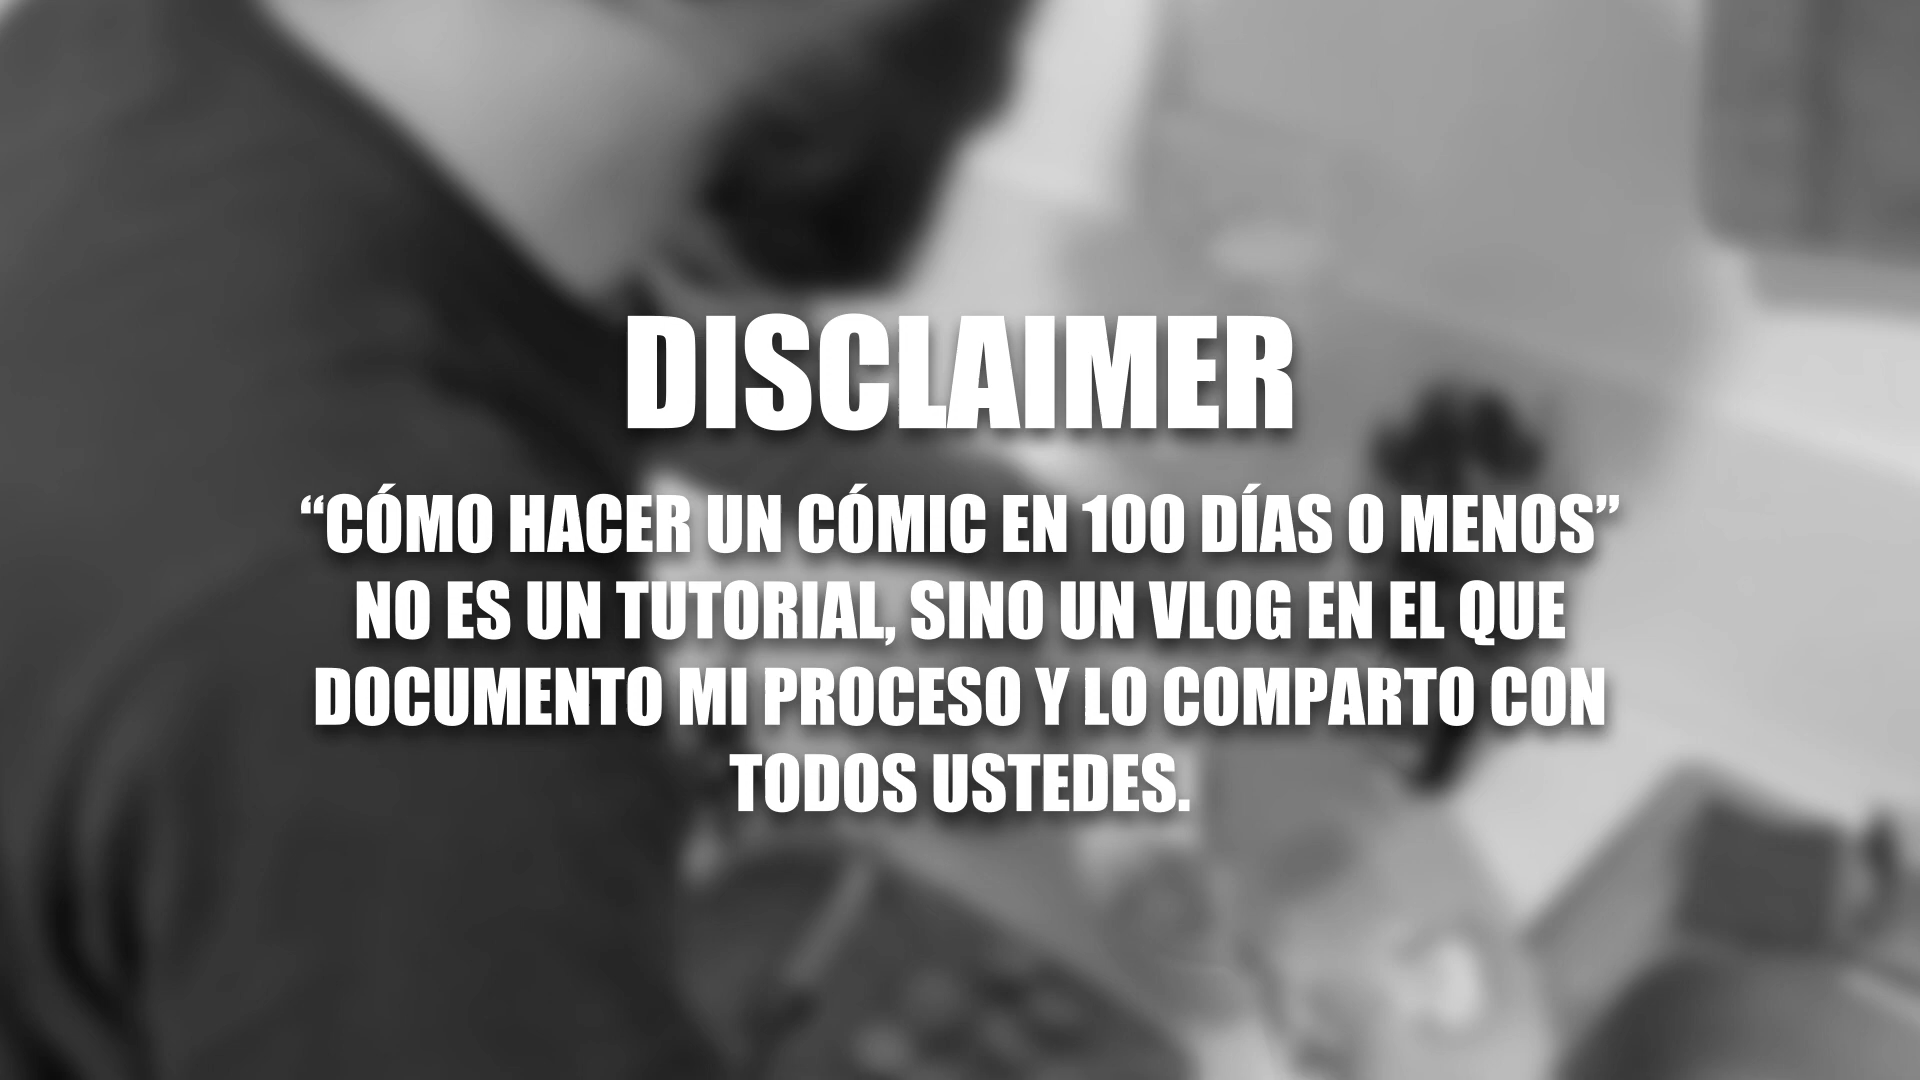 DISCLAIMER
“CÓMO HACER UN CÓMIC EN 100 DÍAS O MENOS”
NO ES UN TUTORIAL, SINO UN VLOG EN EL QUE
DOCUMENTO MI PROCESO Y LO COMPARTO CON
TODOS USTEDES.